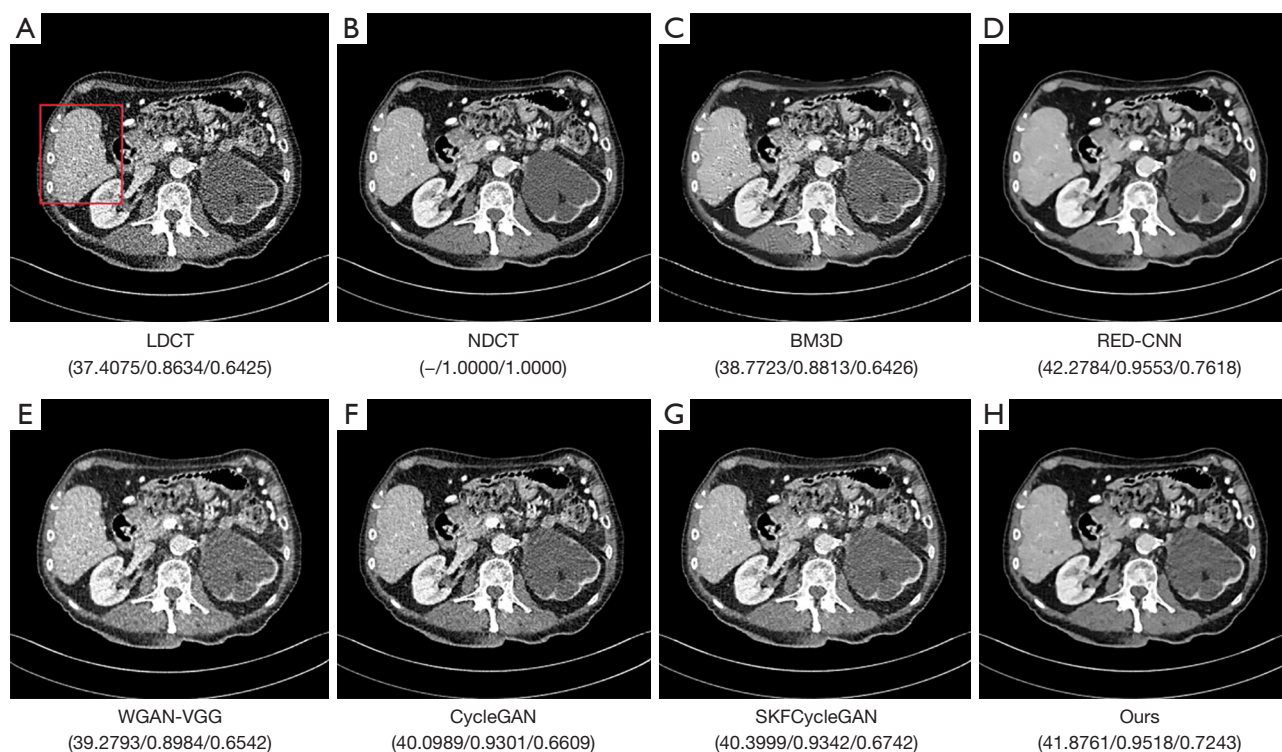 A
B
C
D
LDCT
(37.4075/0.8634/0.6425)
NDCT
(–/1.0000/1.0000)
BM3D
(38.7723/0.8813/0.6426)
RED-CNN
(42.2784/0.9553/0.7618)
E
F
G
H
WGAN-VGG
(39.2793/0.8984/0.6542)
CycleGAN
(40.0989/0.9301/0.6609)
SKFCycleGAN
(40.3999/0.9342/0.6742)
Ours
(41.8761/0.9518/0.7243)